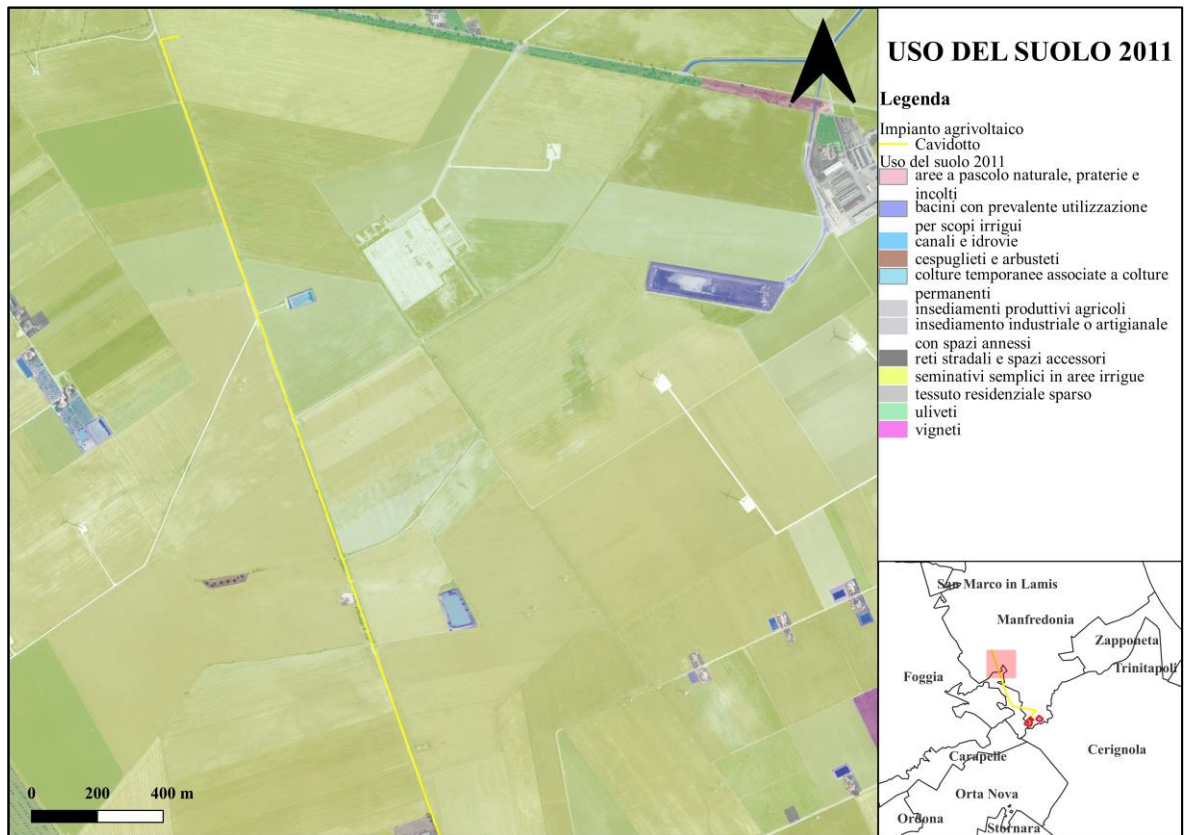 USO DEL SUOLO 2011
Legenda
Impianto agrivoltaico
Cavidotto
Uso del suolo 2011
aree a pascolo naturale, praterie e
incolti
bacini con prevalente utilizzazione
per scopi irrigui
canali e idrovie
cespuglieti e arbusteti
colture temporanee associate a colture
permanenti
insediamenti produttivi agricoli
insediamento industriale o artigianale
con spazi annessi
reti stradali e spazi accessori
seminativi semplici in aree irrigue
tessuto residenziale sparso
uliveti
vigneti
San Marco in Lamis
Manfredonia
Zapponeta
Trinitapoli
Foggia
Cerignola
Carapelle
Orta Nova
Ordona
Stornara
0 200 400 m